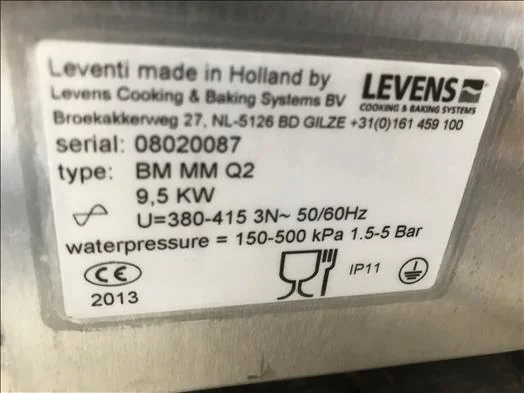 Leventi made in Holland by
Levens Cooking & Baking Systems BV
Broekakkerweg 27, NL-5126 BD GILZE +31(0)161 459 100
LEVENS
COOKING & BAKING SYSTEMS
serial: 08020087
type: BM MM Q2
9,5 KW
U=380-415 3N~ 50/60Hz
waterpressure = 150-500 kPa 1.5-5 Bar
CE
2013
IP11